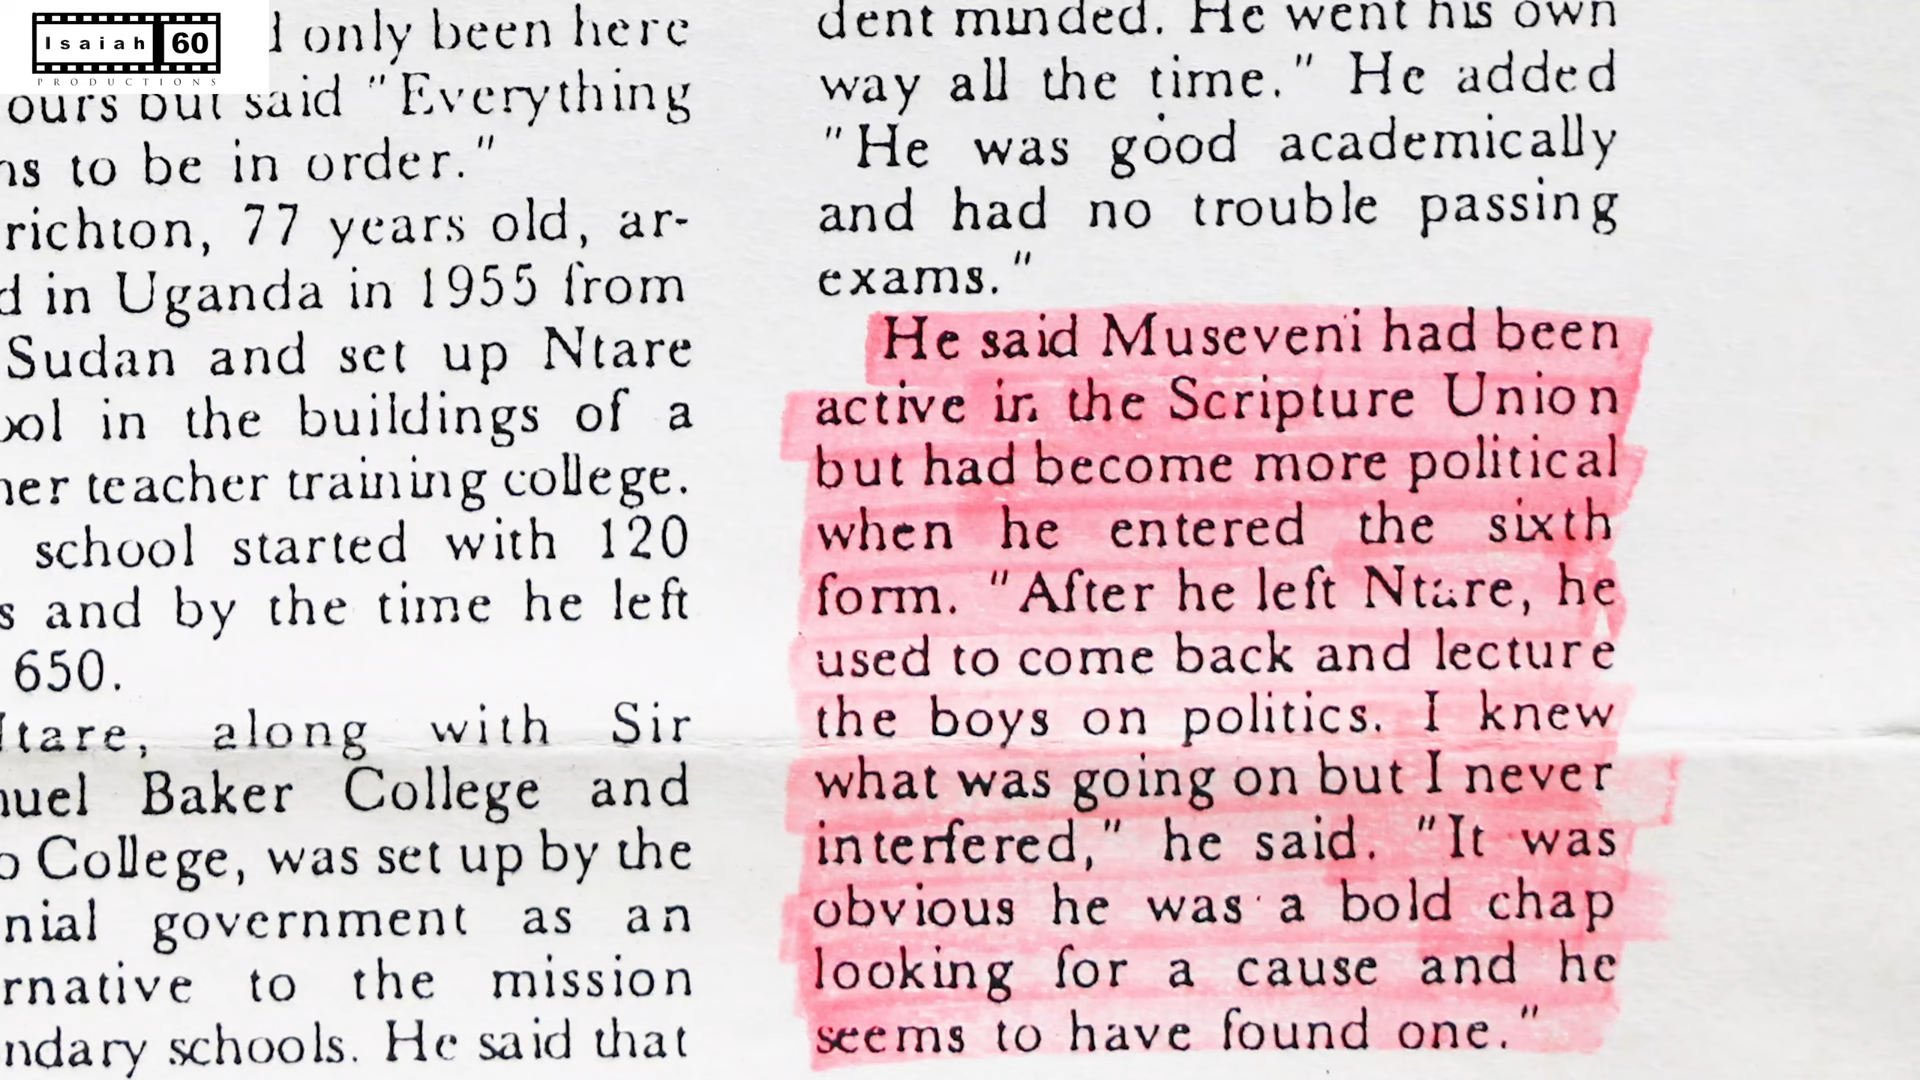 Isaiah 60
PRODUCTIONS
only been here
ours but said "Everything
to be in order."
richton, 77 years old, ar-
in Uganda in 1955 from
Sudan and set up Ntare
ool in the buildings of a
her teacher training college.
school started with 120
s and by the time he left
650.
Ntare, along with Sir
nuel Baker College and
o College, was set up by the
nial government as an
rnative to the mission
ndary schools. He said that
dent minded. He went his own
way all the time." He added
"He was good academically
and had no trouble passing
exams."
He said Museveni had been
active in the Scripture Union
but had become more political
when he entered the sixth
form. "After he left Ntare, he
used to come back and lecture
the boys on politics. I knew
what was going on but I never
interfered," he said. "It was
obvious he was a bold chap
looking for a cause and he
seems to have found one."